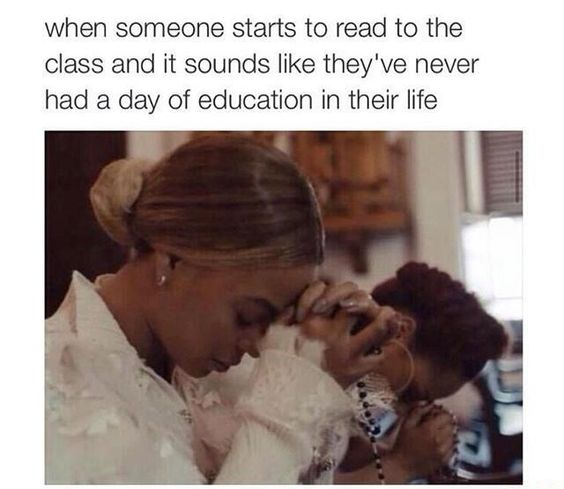 when someone starts to read to the
class and it sounds like they've never
had a day of education in their life